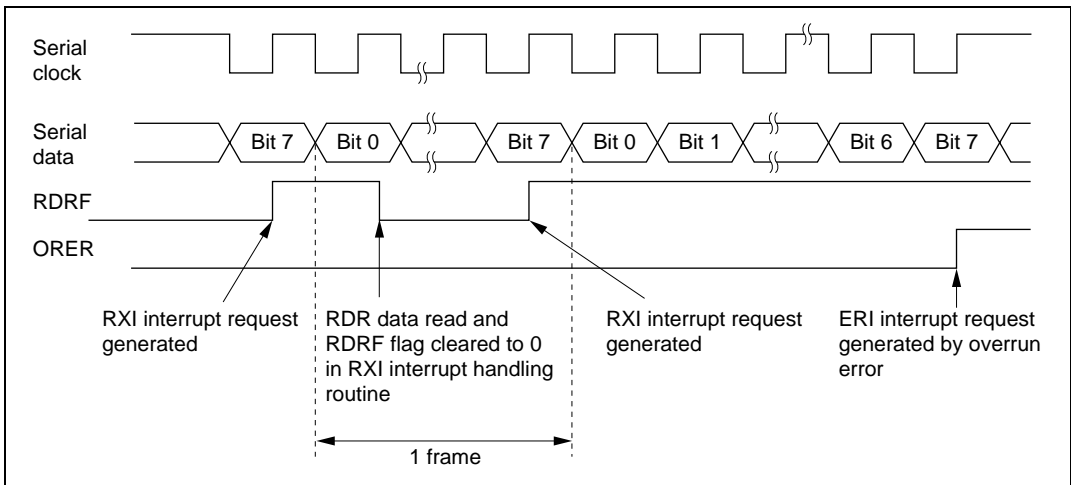 Serial
clock
Serial
data
Bit 7
Bit 0
Bit 7
Bit 0
Bit 1
Bit 6
Bit 7
RDRF
ORER
RXI interrupt request
generated
RDR data read and
RDRF flag cleared to 0
in RXI interrupt handling
routine
RXI interrupt request
generated
ERI interrupt request
generated by overrun
error
1 frame